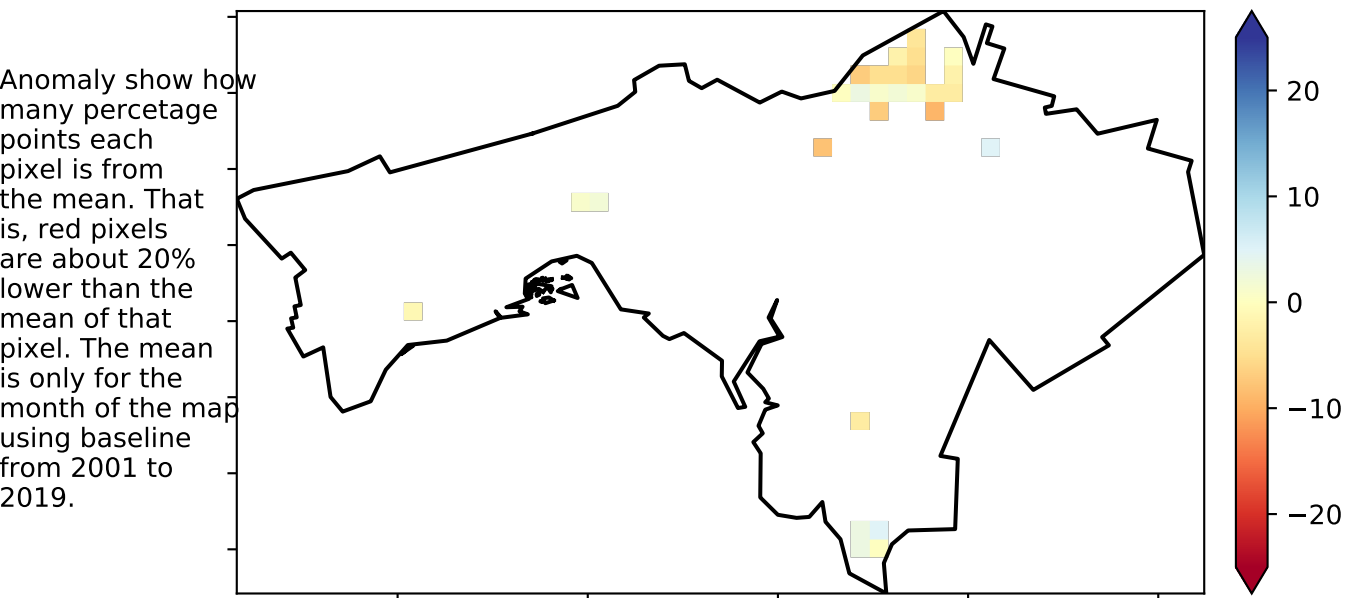 Anomaly show how
many percetage
points each
pixel is from
the mean. That
is, red pixels
are about 20%
lower than the
mean of that
pixel. The mean
is only for the
month of the map
using baseline
from 2001 to
2019.
20
10
0
−10
−20